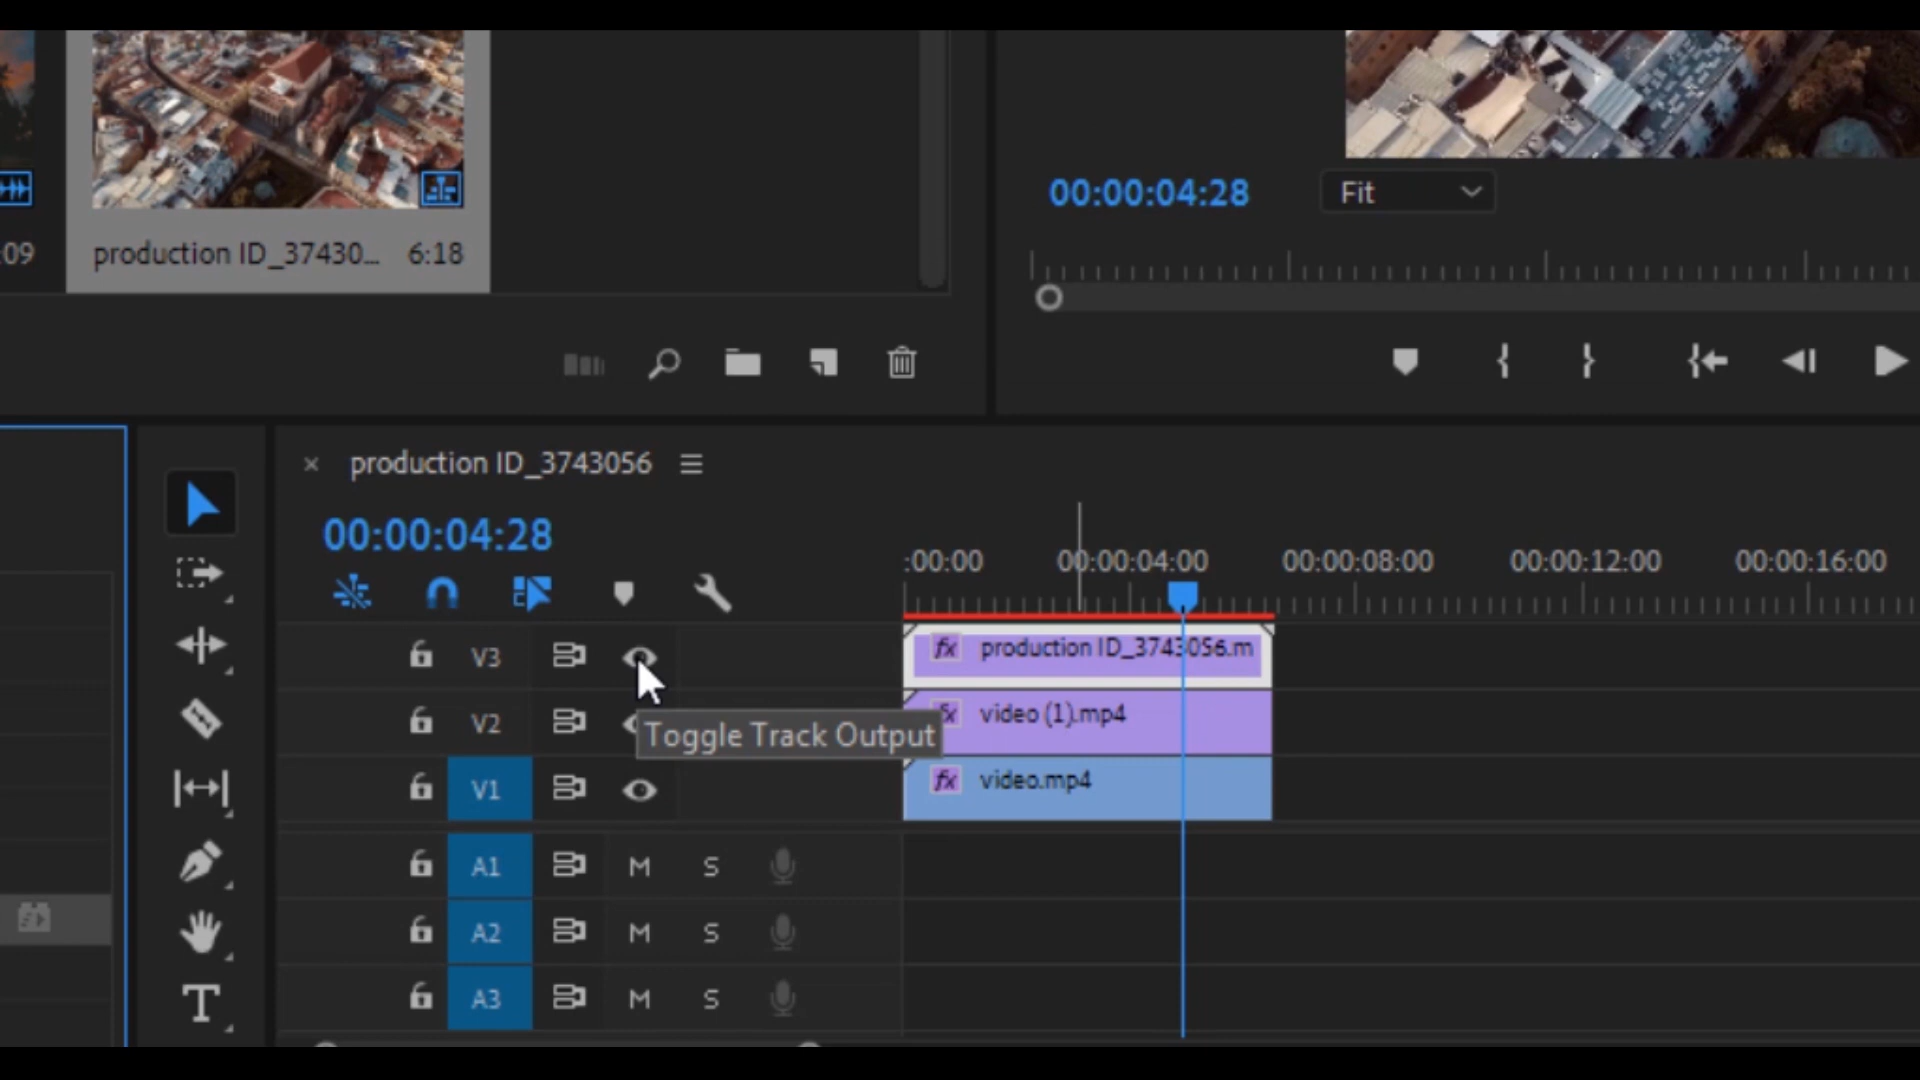 :09
production ID_37430... 6:18
00:00:04:28
Fit
production ID_3743056
00:00:04:28
:00:00 00:00:04:00 00:00:08:00 00:00:12:00 00:00:16:00
V3
fx production ID_3743056.m
V2
fx video (1).mp4
Toggle Track Output
V1
fx video.mp4
A1 M S
A2 M S
A3 M S
T